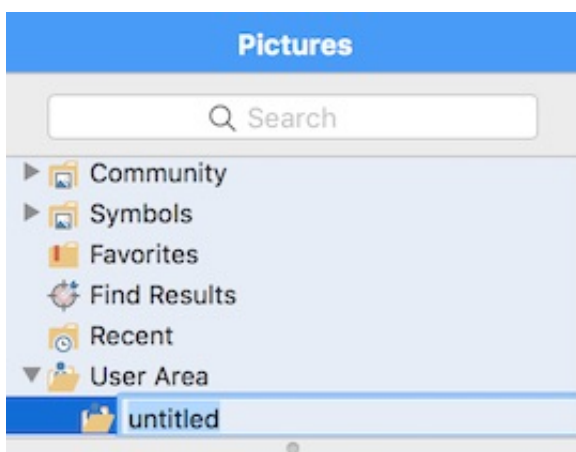 Pictures
Search
Community
Symbols
Favorites
Find Results
Recent
User Area
untitled